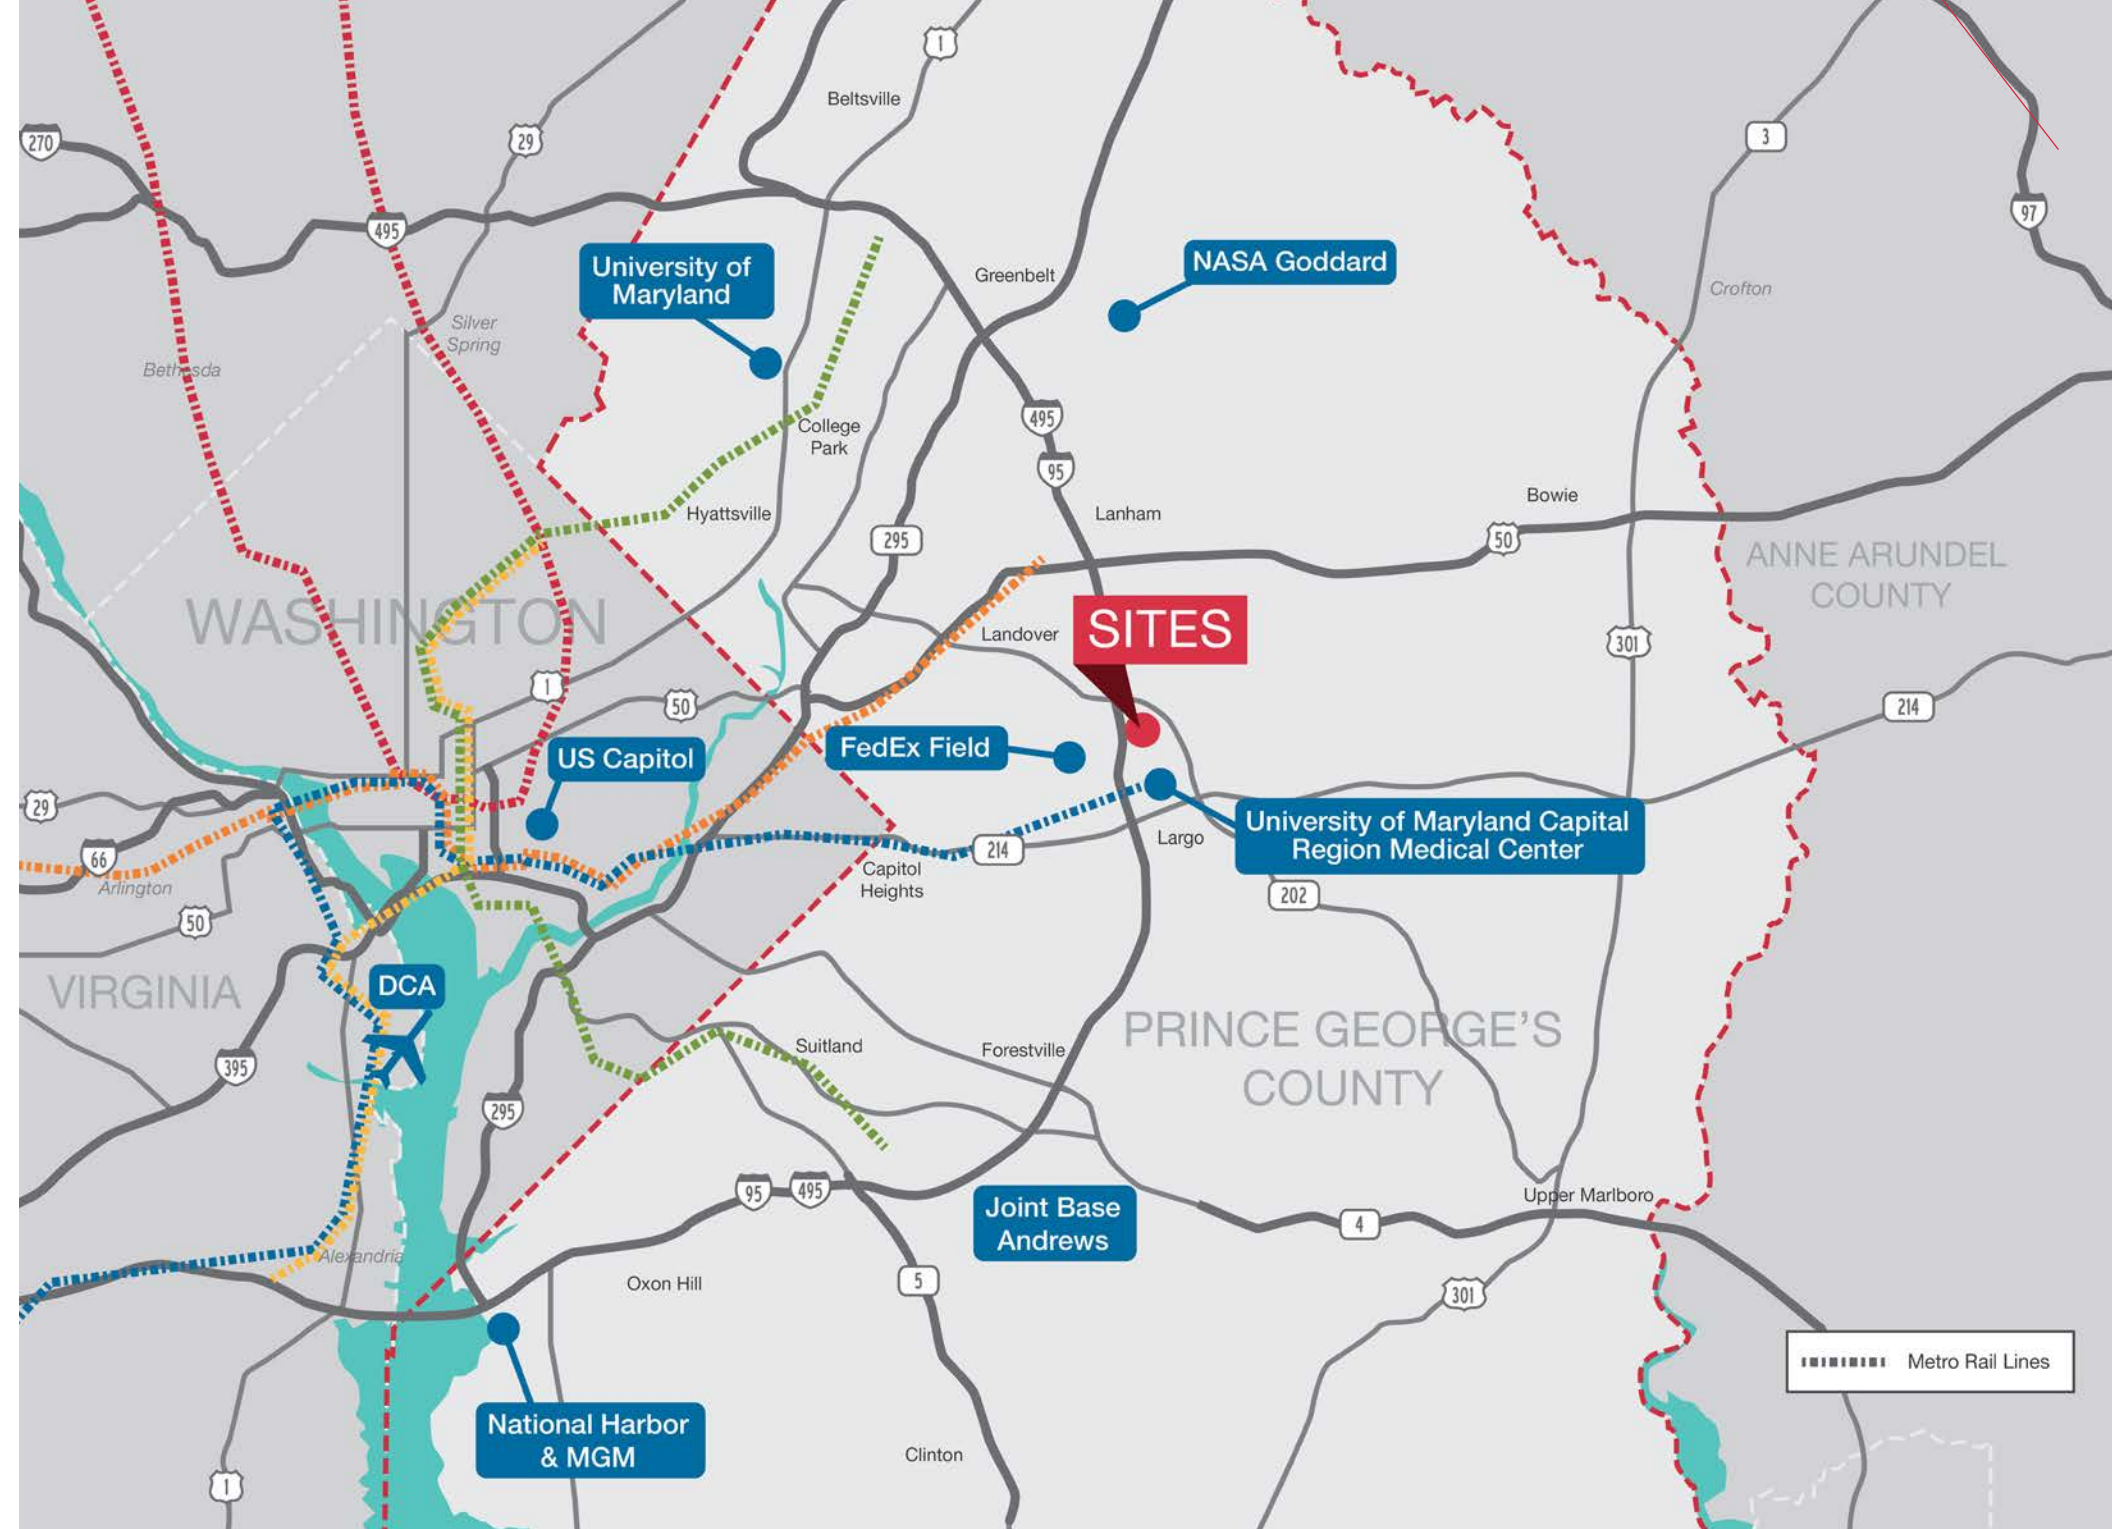 1
Beltsville
270
29
3
97
495
University of
Maryland
NASA Goddard
Greenbelt
Crofton
Silver
Spring
Bethesda
495
College
Park
95
Bowie
Hyattsville
Lanham
295
50
ANNE ARUNDEL
COUNTY
WASHINGTON
SITES
Landover
301
1
50
214
FedEx Field
US Capitol
29
University of Maryland Capital
Region Medical Center
Largo
214
66
Capitol
Heights
Arlington
202
50
DCA
VIRGINIA
PRINCE GEORGE'S
COUNTY
Suitland
Forestville
395
295
95
495
Joint Base
Andrews
Upper Marlboro
4
Alexandria
Oxon Hill
5
301
Metro Rail Lines
National Harbor
& MGM
Clinton
1